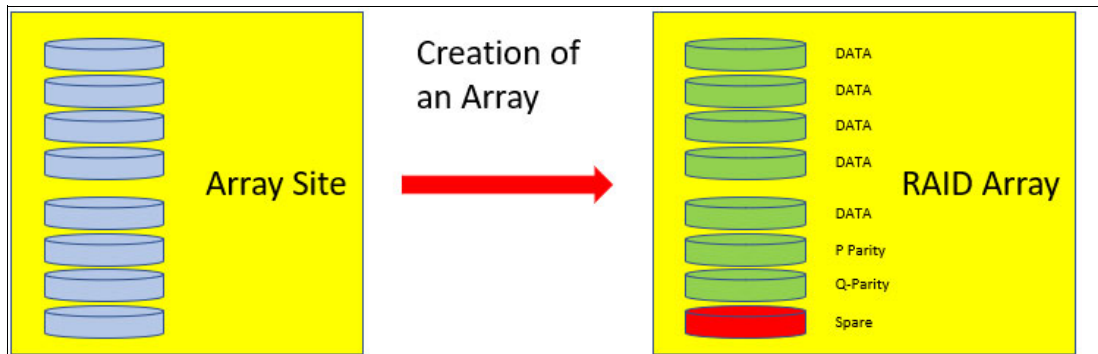 Array Site
Creation of
an Array
DATA
DATA
DATA
DATA
DATA
P Parity
Q-Parity
Spare
RAID Array